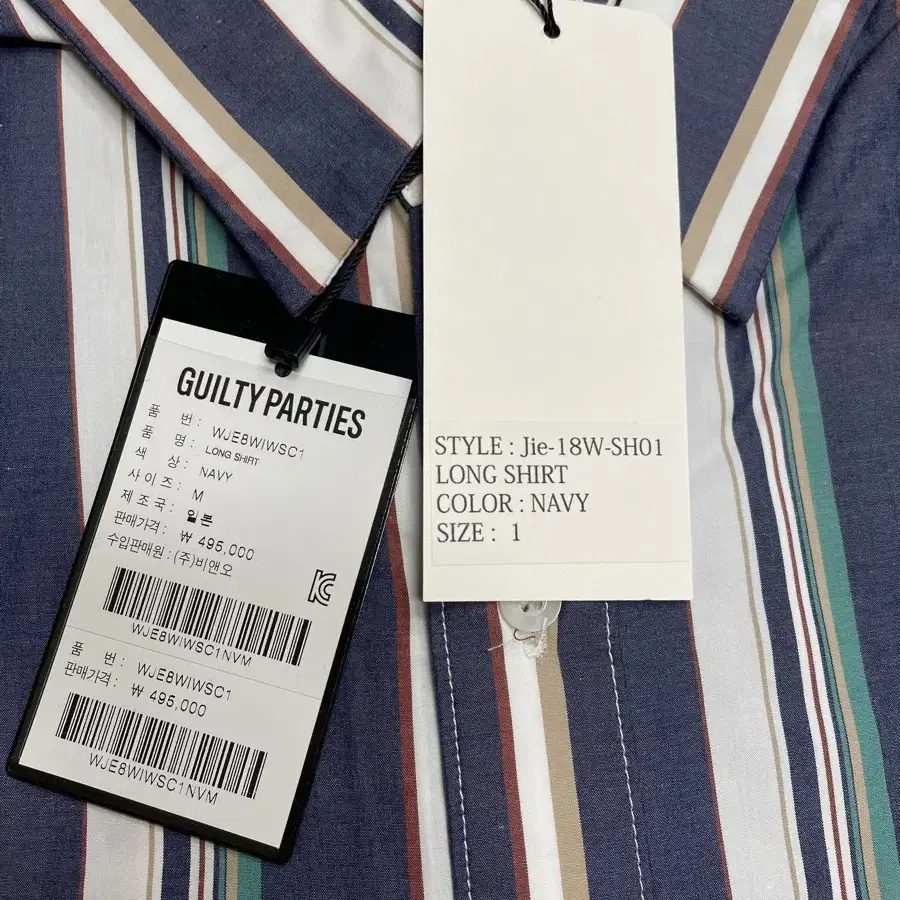 GUILTYPARTIES
품 번 : WJE8WIWSC1
품 명 : LONG SHIRT
색 상 : NAVY
사 이 즈 : M
제 조 국 : 일본
판매가격 : ₩ 495,000
수입판매원 : (주)비앤오
WJE8WIWSC1NVM
품 번 : WJE8WIWSC1
판매가격 : ₩ 495,000
WJE8WIWSC1NVM
STYLE : Jie-18W-SH01
LONG SHIRT
COLOR : NAVY
SIZE : 1